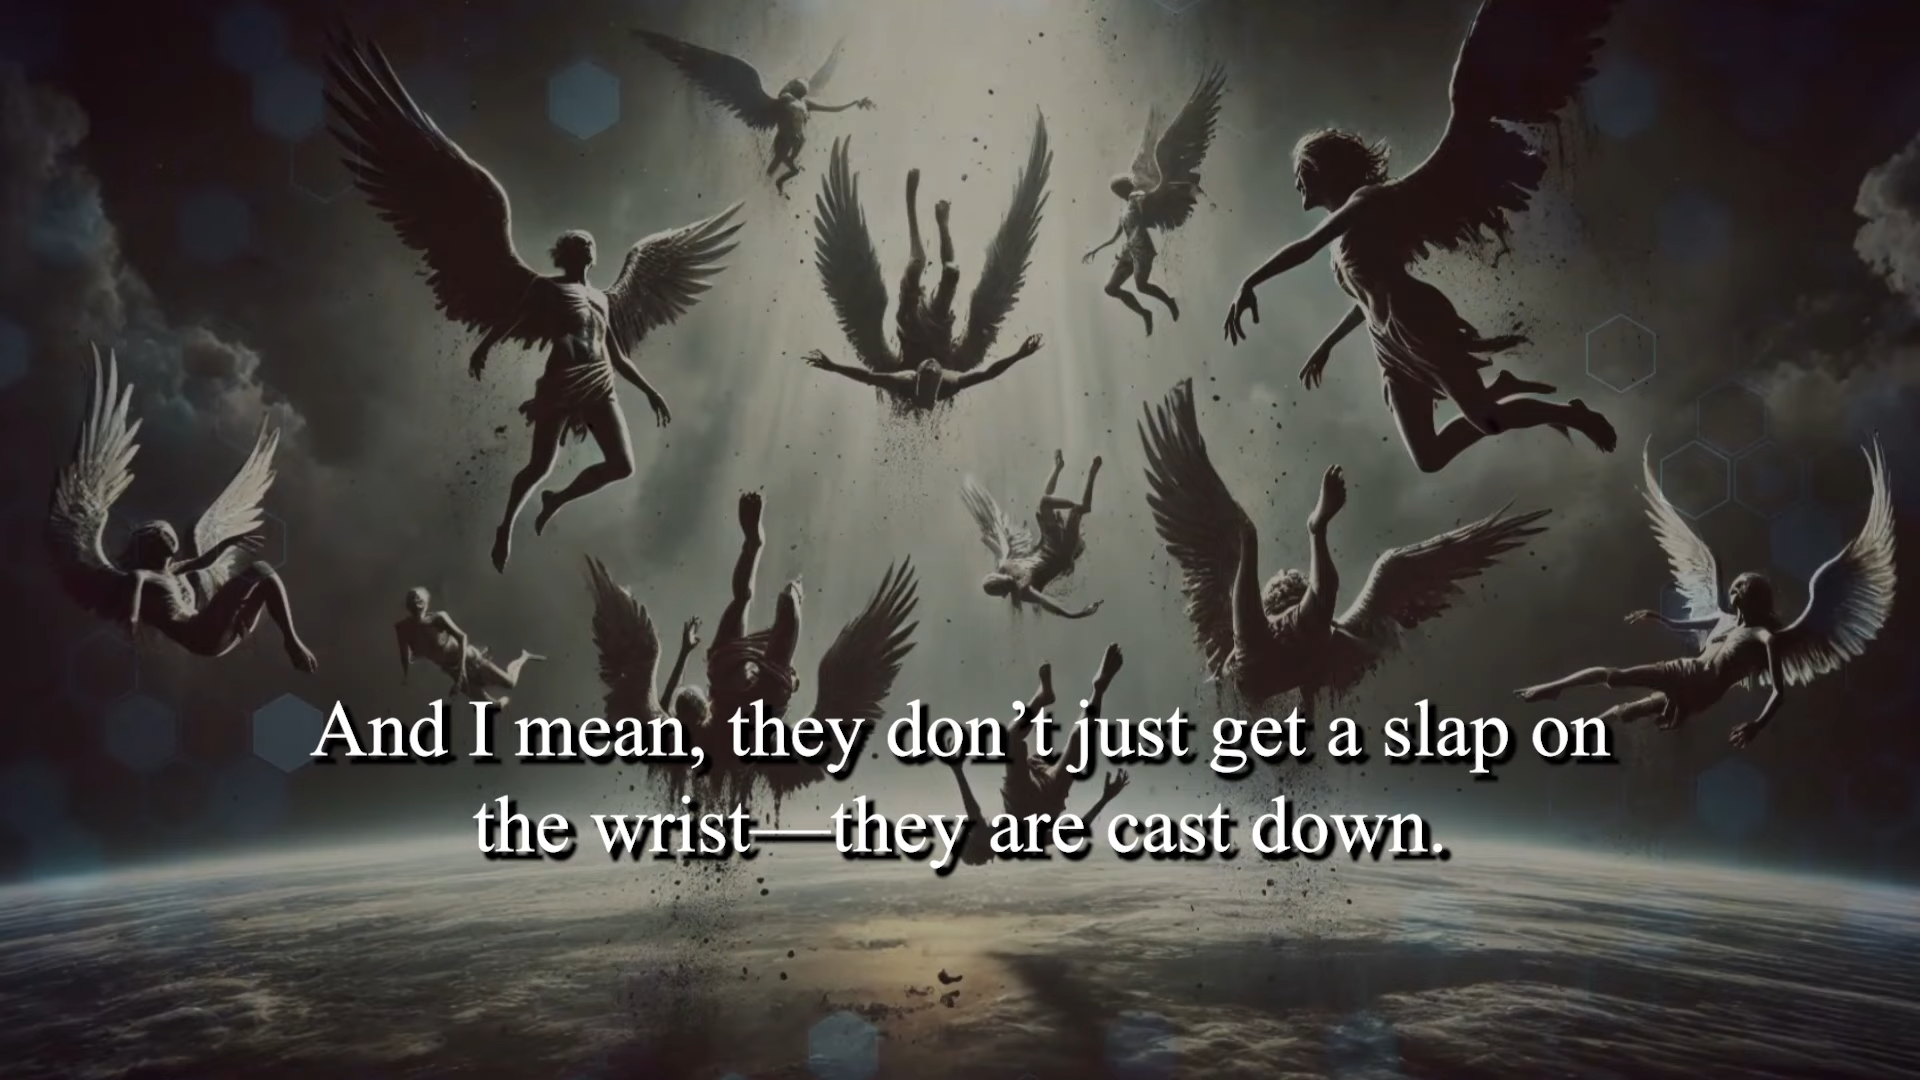 And I mean, they don’t just get a slap on
the wrist—they are cast down.